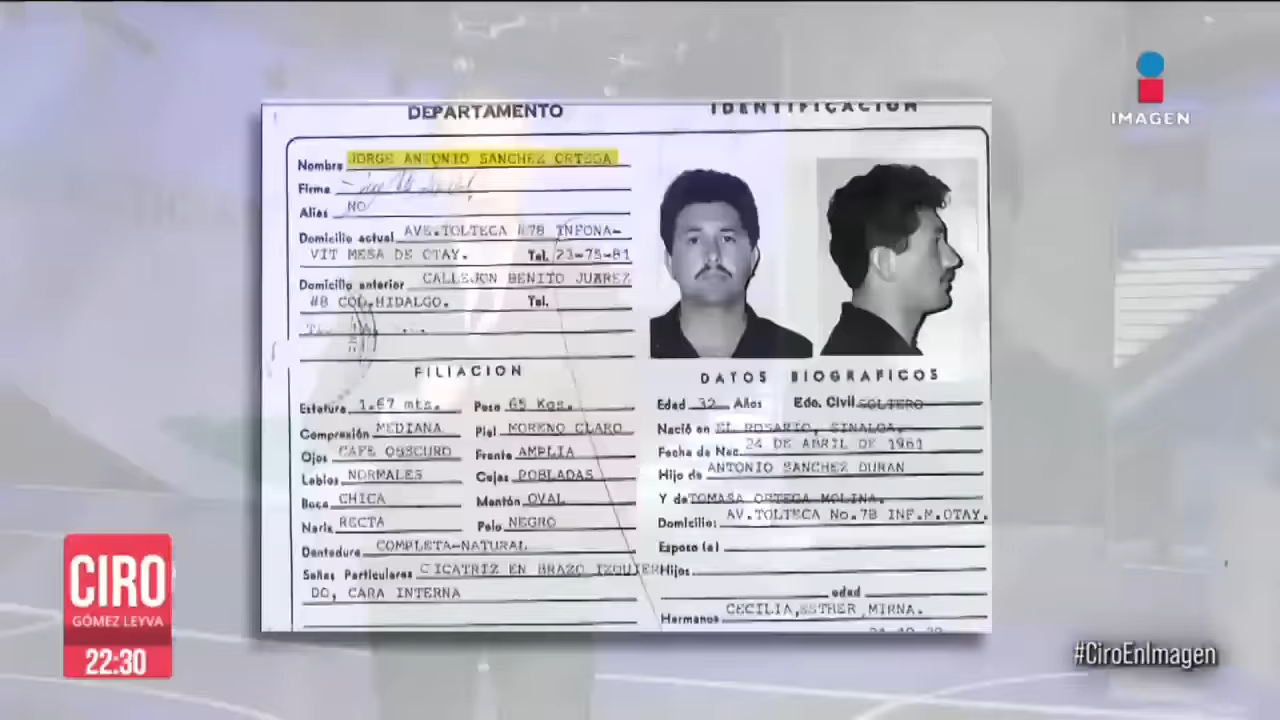 DEPARTAMENTO
IDENTIFICACION
Nombre JORGE ANTONIO SANCHEZ ORTEGA
Firma
Alias NO
Domicilio actual AVE.TOLTECA #78 INFONA-
VIT MESA DE OTAY. Tel. 23-75-81
Domicilio anterior CALLEJON BENITO JUAREZ
#8 COL.HIDALGO. Tel.
FILIACION
Estatura 1.67 mts. Peso 65 Kgs.
Complexión MEDIANA Piel MORENO CLARO
Ojos CAFE OBSCURO Frente AMPLIA
Labios NORMALES Cejas POBLADAS
Boca CHICA Mentón OVAL
Nariz RECTA Pelo NEGRO
Dentadura COMPLETA-NATURAL
Señas Particulares CICATRIZ EN BRAZO IZQUIER
DO, CARA INTERNA
DATOS BIOGRAFICOS
Edad 32 Años Edo. Civil SOLTERO
Nació en EL ROSARIO, SINALOA.
Fecha de Nac. 24 DE ABRIL DE 1961
Hijo de ANTONIO SANCHEZ DURAN
Y de TOMASA ORTEGA MOLINA.
Domicilio: AV.TOLTECA No.78 INF.M.OTAY.
Esposo (a)
Hijos
edad
Hermanos CECILIA,ESTHER,MIRNA.
IMAGEN
CIRO
GÓMEZ LEYVA
22:30
#CiroEnImagen